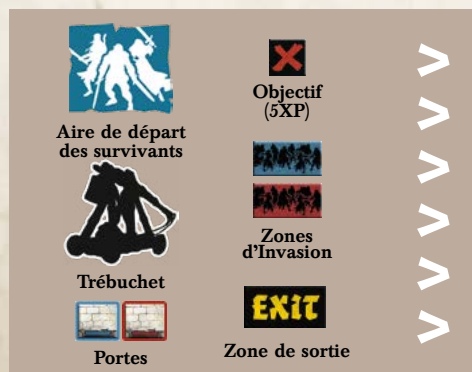 Aire de départ
des survivants
Trébuchet
Portes
Objectif
(5XP)
Zones
d'Invasion
EXIT
Zone de sortie
>
>
>
>
>
>